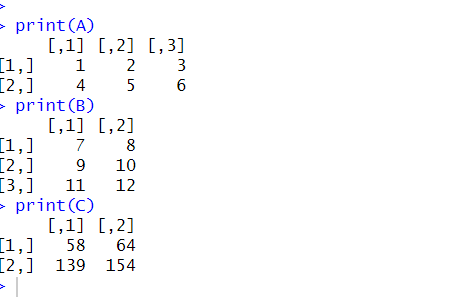 >
> print(A)
     [,1] [,2] [,3]
[1,]    1    2    3
[2,]    4    5    6
> print(B)
     [,1] [,2]
[1,]    7    8
[2,]    9   10
[3,]   11   12
> print(C)
     [,1] [,2]
[1,]   58   64
[2,]  139  154
>